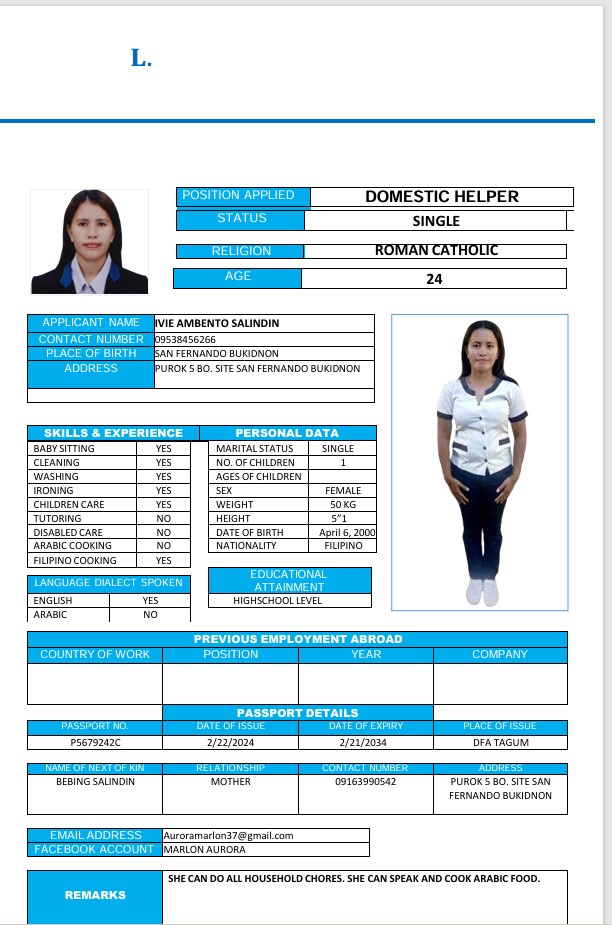 L.
POSITION APPLIED DOMESTIC HELPER
STATUS SINGLE
RELIGION ROMAN CATHOLIC
AGE 24
APPLICANT NAME IVIE AMBENTO SALINDIN
CONTACT NUMBER 09538456266
PLACE OF BIRTH SAN FERNANDO BUKIDNON
ADDRESS PUROK 5 BO. SITE SAN FERNANDO BUKIDNON
SKILLS & EXPERIENCE PERSONAL DATA
BABY SITTING YES MARITAL STATUS SINGLE
CLEANING YES NO. OF CHILDREN 1
WASHING YES AGES OF CHILDREN
IRONING YES SEX FEMALE
CHILDREN CARE YES WEIGHT 50 KG
TUTORING NO HEIGHT 5"1
DISABLED CARE NO DATE OF BIRTH April 6, 2000
ARABIC COOKING NO NATIONALITY FILIPINO
FILIPINO COOKING YES
LANGUAGE DIALECT SPOKEN
ENGLISH YES
ARABIC NO
EDUCATIONAL
ATTAINMENT
HIGHSCHOOL LEVEL
PREVIOUS EMPLOYMENT ABROAD
COUNTRY OF WORK POSITION YEAR COMPANY
PASSPORT DETAILS
PASSPORT NO. DATE OF ISSUE DATE OF EXPIRY PLACE OF ISSUE
P5679242C 2/22/2024 2/21/2034 DFA TAGUM
NAME OF NEXT OF KIN RELATIONSHIP CONTACT NUMBER ADDRESS
BEBING SALINDIN MOTHER 09163990542 PUROK 5 BO. SITE SAN
FERNANDO BUKIDNON
EMAIL ADDRESS Auroramarlon37@gmail.com
FACEBOOK ACCOUNT MARLON AURORA
REMARKS SHE CAN DO ALL HOUSEHOLD CHORES. SHE CAN SPEAK AND COOK ARABIC FOOD.